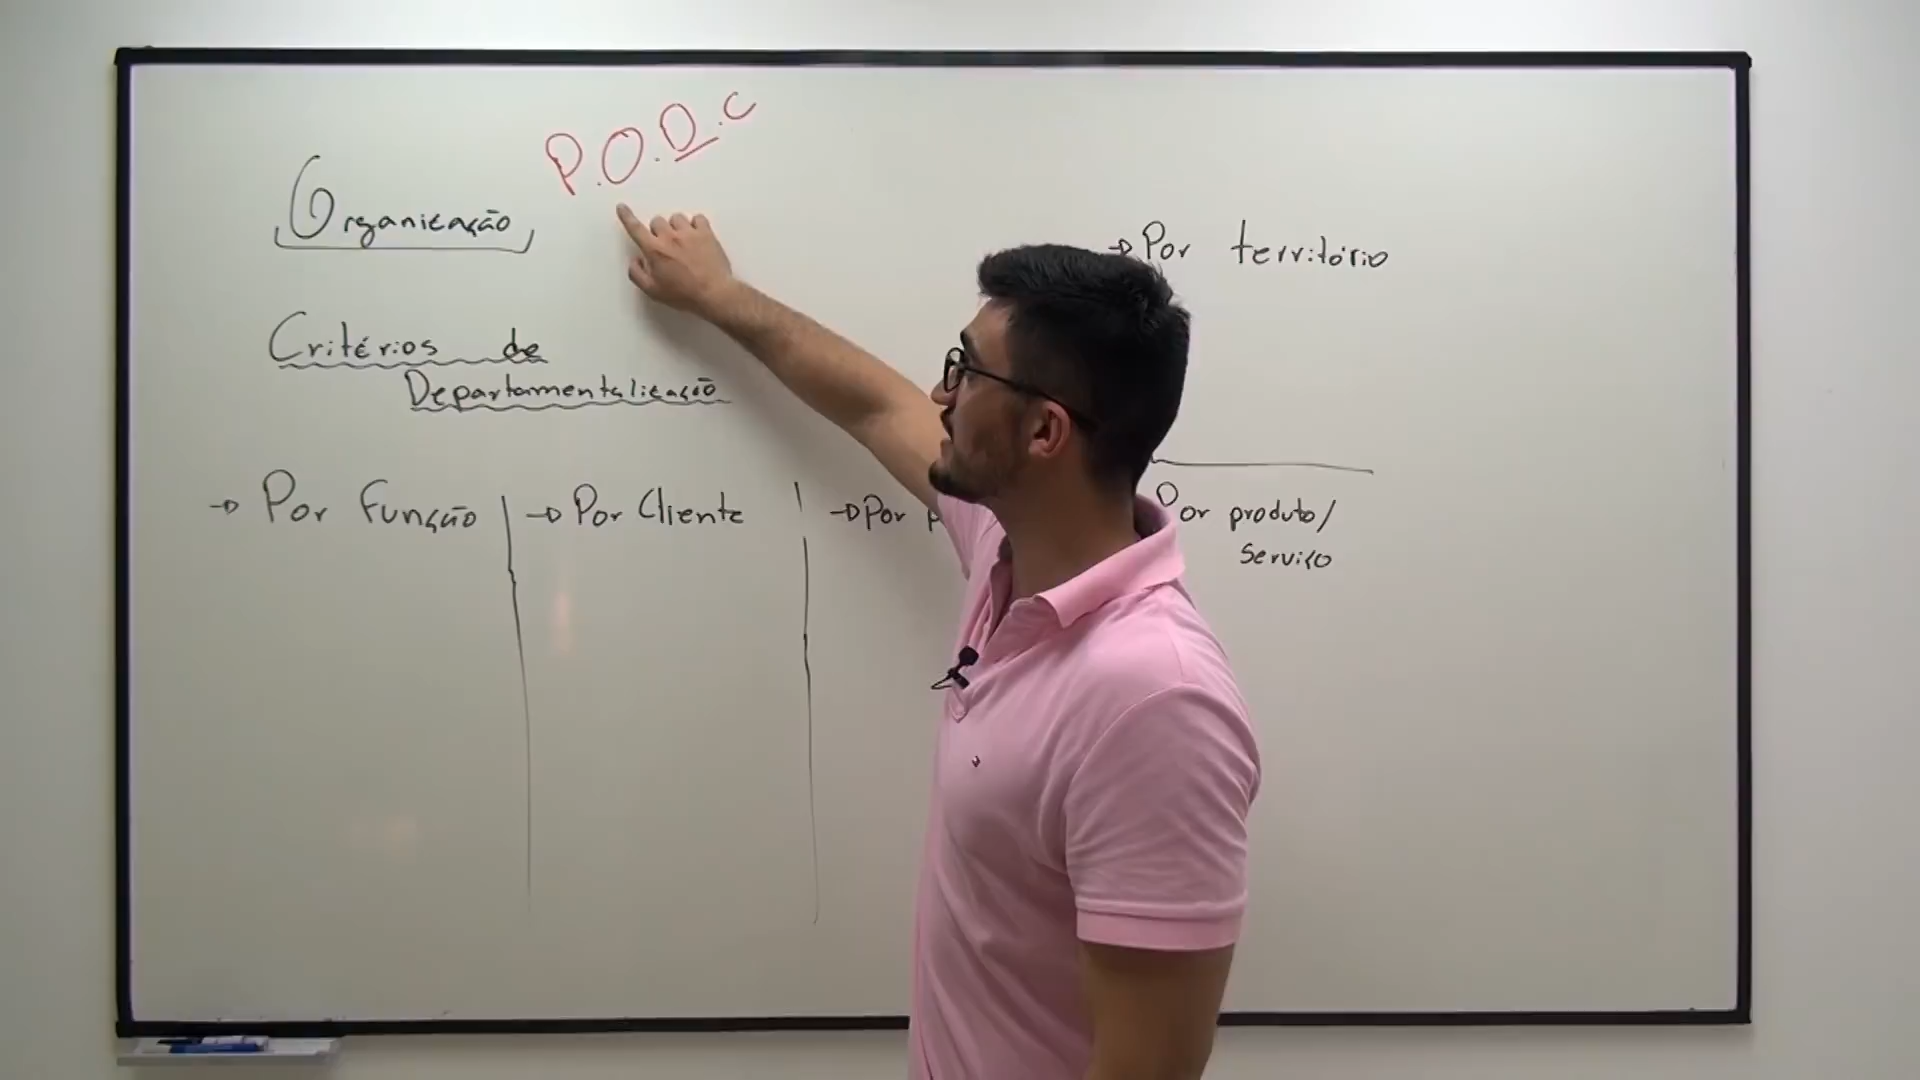 P.O.D.C
Organização
Critérios de
Departamentalização
→ Por território
→ Por Função
→ Por Cliente
→ Por
Por produto/
Serviço